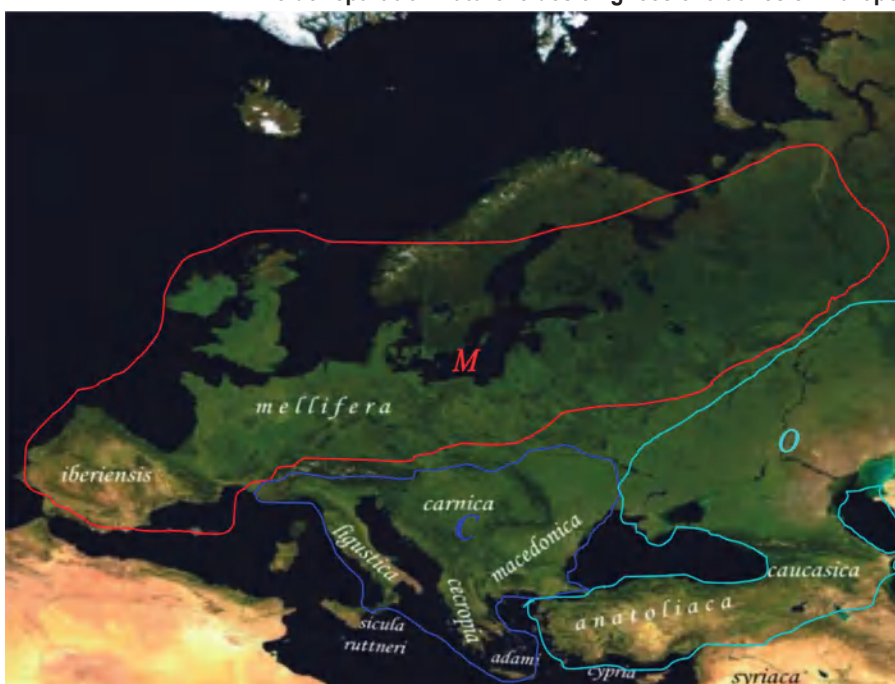 M
mellifera
O
iberiensis
carnica
C
ligustica
macedonica
caucasica
cecropia
anatoliaca
sicula
ruttneri
adami
cypria
syriaca